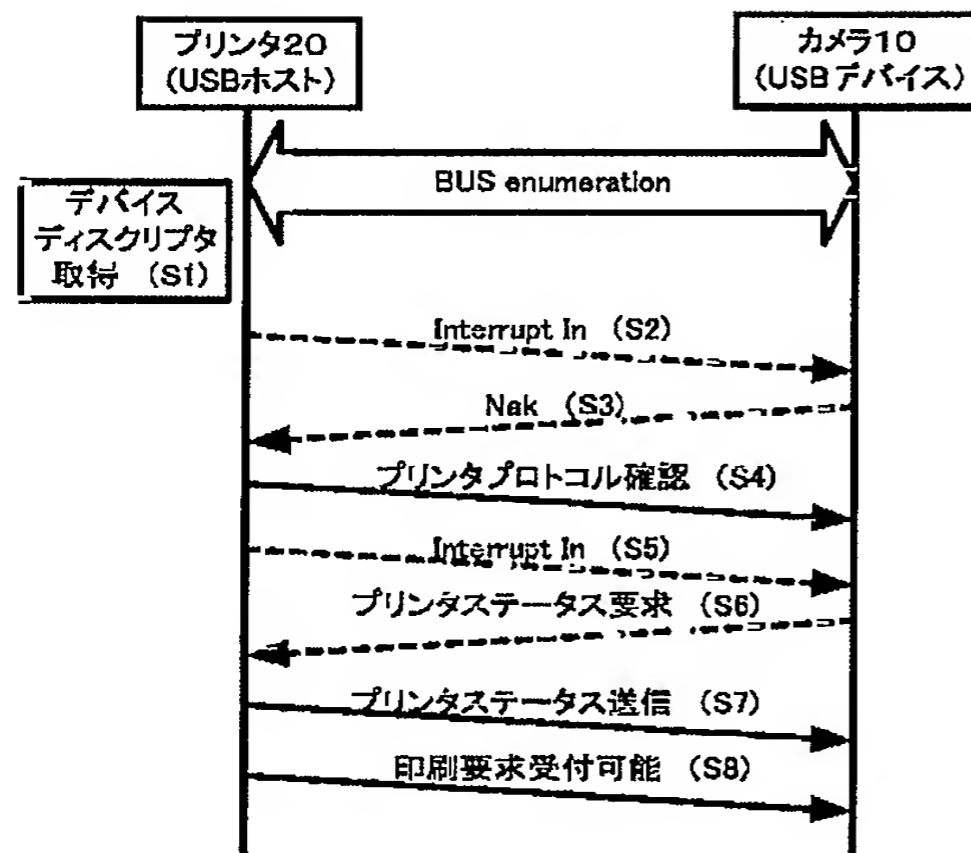 プリンタ20
(USBホスト)
カメラ10
(USBデバイス)
BUS enumeration
デバイス
ディスクリプタ
取得 (S1)
Interrupt In (S2)
Nak (S3)
プリンタプロトコル確認 (S4)
Interrupt In (S5)
プリンタステータス要求 (S6)
プリンタステータス送信 (S7)
印刷要求受付可能 (S8)